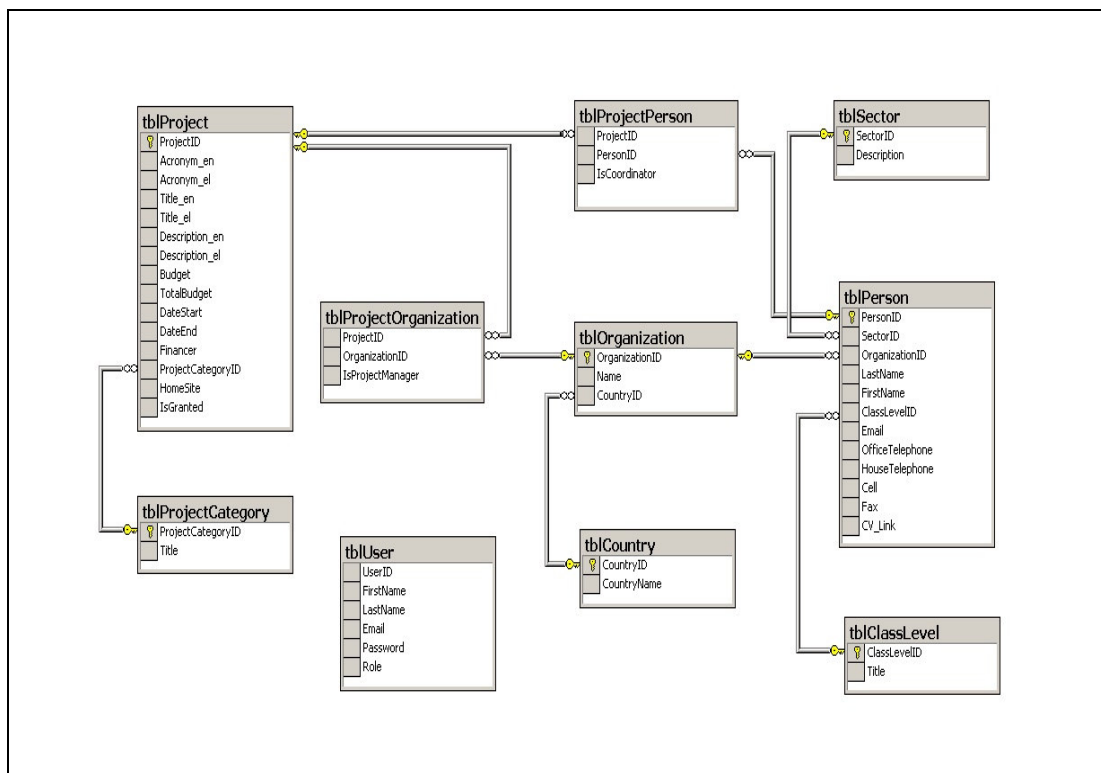 tblProject
ProjectID
Acronym_en
Acronym_el
Title_en
Title_el
Description_en
Description_el
Budget
TotalBudget
DateStart
DateEnd
Financer
ProjectCategoryID
HomeSite
IsGranted
tblProjectPerson
ProjectID
PersonID
IsCoordinator
tblSector
SectorID
Description
tblProjectOrganization
ProjectID
OrganizationID
IsProjectManager
tblOrganization
OrganizationID
Name
CountryID
tblPerson
PersonID
SectorID
OrganizationID
LastName
FirstName
ClassLevelID
Email
OfficeTelephone
HouseTelephone
Cell
Fax
CV_Link
tblProjectCategory
ProjectCategoryID
Title
tblUser
UserID
FirstName
LastName
Email
Password
Role
tblCountry
CountryID
CountryName
tblClassLevel
ClassLevelID
Title